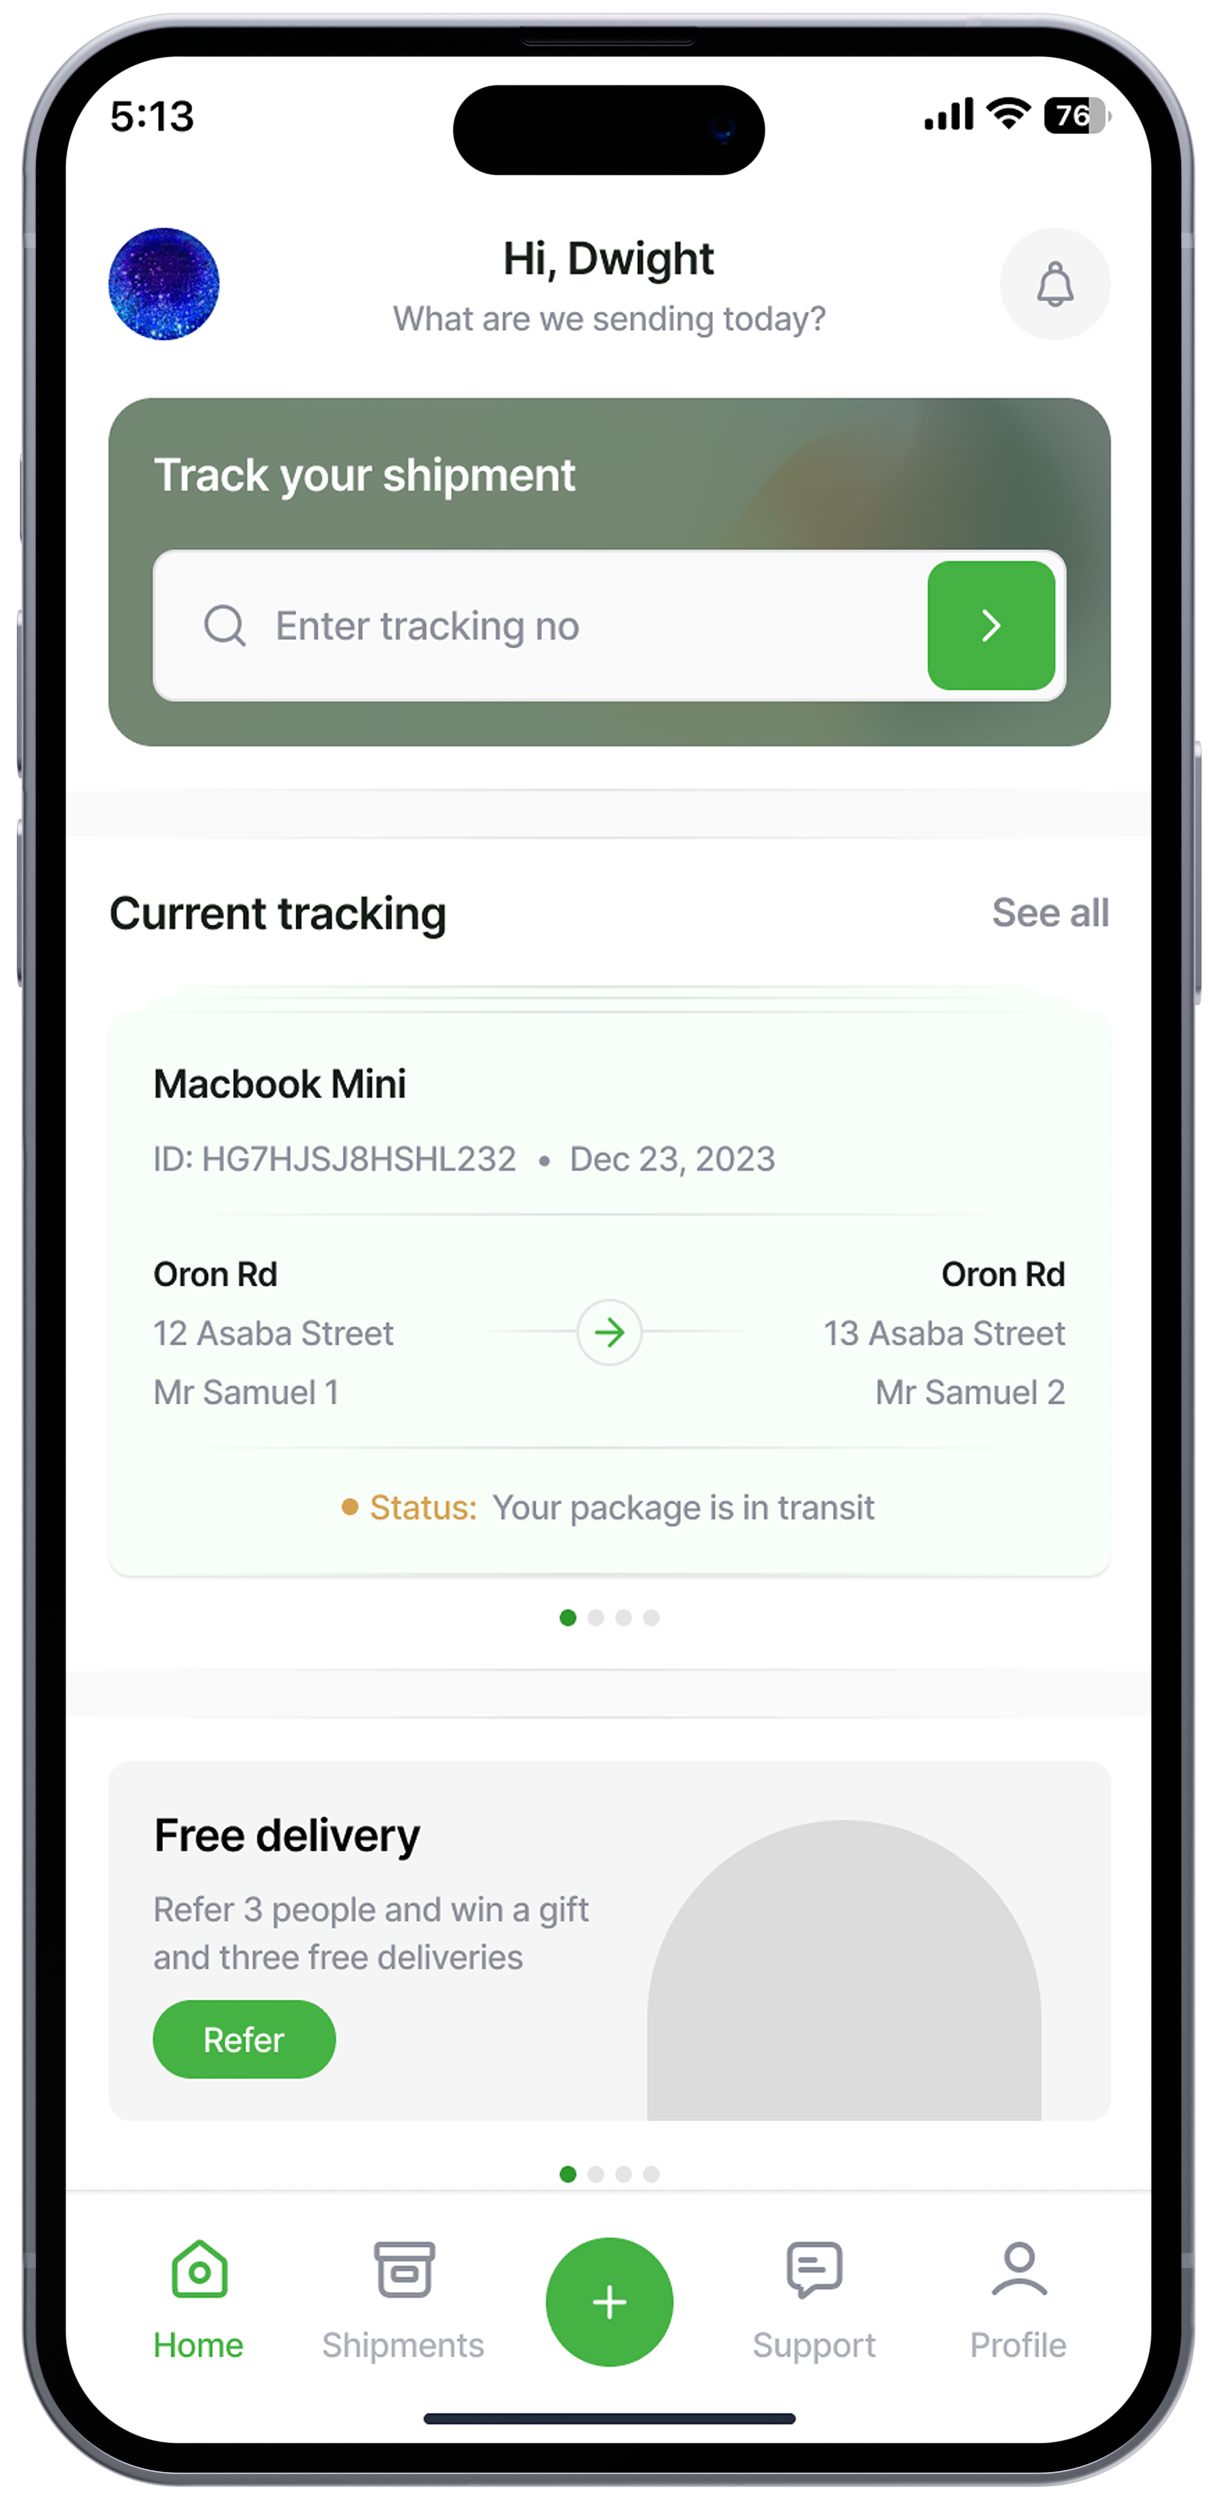 5:13
76
Hi, Dwight
What are we sending today?
Track your shipment
Enter tracking no
Current tracking
See all
Macbook Mini
ID: HG7HJSJ8HSHL232 • Dec 23, 2023
Oron Rd
12 Asaba Street
Mr Samuel 1
Oron Rd
13 Asaba Street
Mr Samuel 2
Status: Your package is in transit
Free delivery
Refer 3 people and win a gift
and three free deliveries
Refer
Home
Shipments
Support
Profile